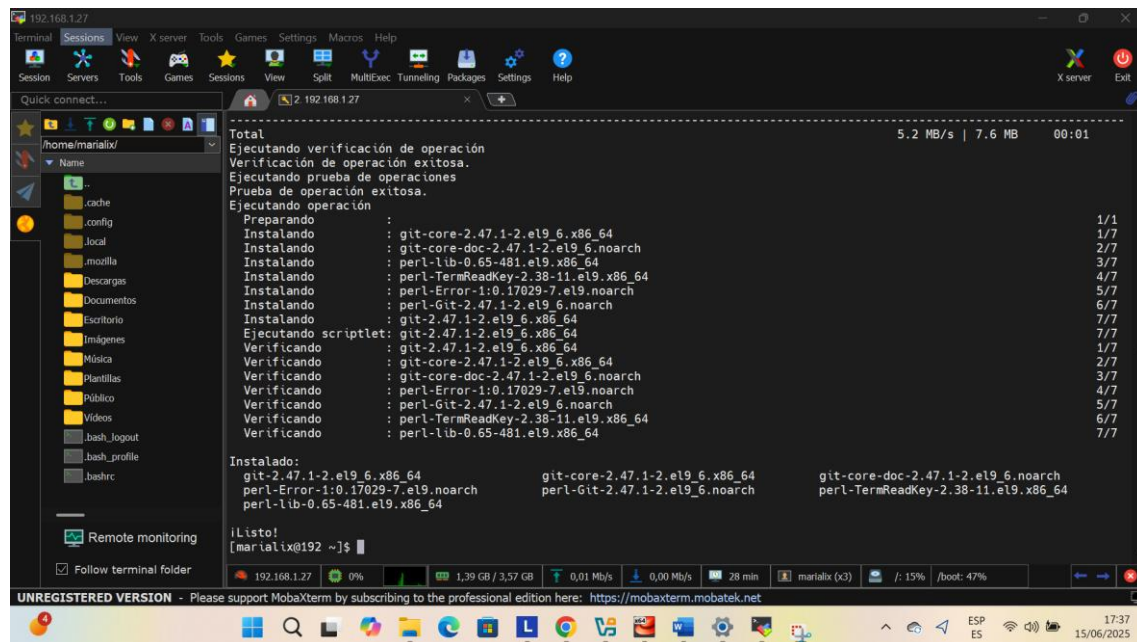 192.168.1.27
Terminal Sessions View X server Tools Games Settings Macros Help
Session Servers Tools Games Sessions View Split MultiExec Tunneling Packages Settings Help X server Exit
Quick connect...
2. 192.168.1.27
/home/marialix/
Name
..
.cache
.config
.local
.mozilla
Descargas
Documentos
Escritorio
Imágenes
Música
Plantillas
Público
Vídeos
.bash_logout
.bash_profile
.bashrc
Remote monitoring
Follow terminal folder
--------------------------------------------------------------------------------
Total 5.2 MB/s | 7.6 MB 00:01
Ejecutando verificación de operación
Verificación de operación exitosa.
Ejecutando prueba de operaciones
Prueba de operación exitosa.
Ejecutando operación
Preparando : 1/1
Instalando : git-core-2.47.1-2.el9_6.x86_64 1/7
Instalando : git-core-doc-2.47.1-2.el9_6.noarch 2/7
Instalando : perl-lib-0.65-481.el9.x86_64 3/7
Instalando : perl-TermReadKey-2.38-11.el9.x86_64 4/7
Instalando : perl-Error-1:0.17029-7.el9.noarch 5/7
Instalando : perl-Git-2.47.1-2.el9_6.noarch 6/7
Instalando : git-2.47.1-2.el9_6.x86_64 7/7
Ejecutando scriptlet: git-2.47.1-2.el9_6.x86_64 7/7
Verificando : git-2.47.1-2.el9_6.x86_64 1/7
Verificando : git-core-2.47.1-2.el9_6.x86_64 2/7
Verificando : git-core-doc-2.47.1-2.el9_6.noarch 3/7
Verificando : perl-Error-1:0.17029-7.el9.noarch 4/7
Verificando : perl-Git-2.47.1-2.el9_6.noarch 5/7
Verificando : perl-TermReadKey-2.38-11.el9.x86_64 6/7
Verificando : perl-lib-0.65-481.el9.x86_64 7/7
Instalado:
git-2.47.1-2.el9_6.x86_64 git-core-2.47.1-2.el9_6.x86_64 git-core-doc-2.47.1-2.el9_6.noarch
perl-Error-1:0.17029-7.el9.noarch perl-Git-2.47.1-2.el9_6.noarch perl-TermReadKey-2.38-11.el9.x86_64
perl-lib-0.65-481.el9.x86_64
¡Listo!
[marialix@192 ~]$
192.168.1.27 0% 1,39 GB / 3,57 GB 0,01 Mb/s 0,00 Mb/s 28 min marialix (x3) /: 15% /boot: 47%
UNREGISTERED VERSION - Please support MobaXterm by subscribing to the professional edition here: https://mobaxterm.mobatek.net
4
ESP
ES
17:37
15/06/2025